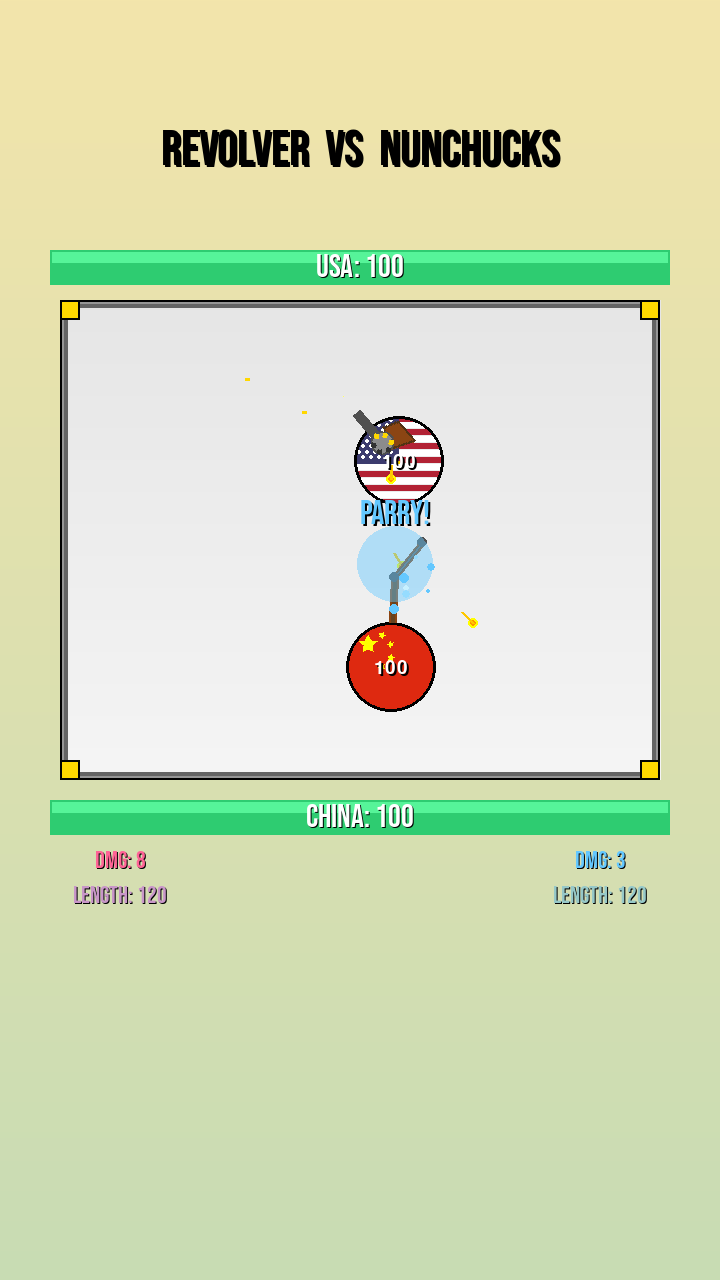 REVOLVER VS NUNCHUCKS
USA: 100
100
PARRY!
100
CHINA: 100
DMG: 8
DMG: 3
LENGTH: 120
LENGTH: 120